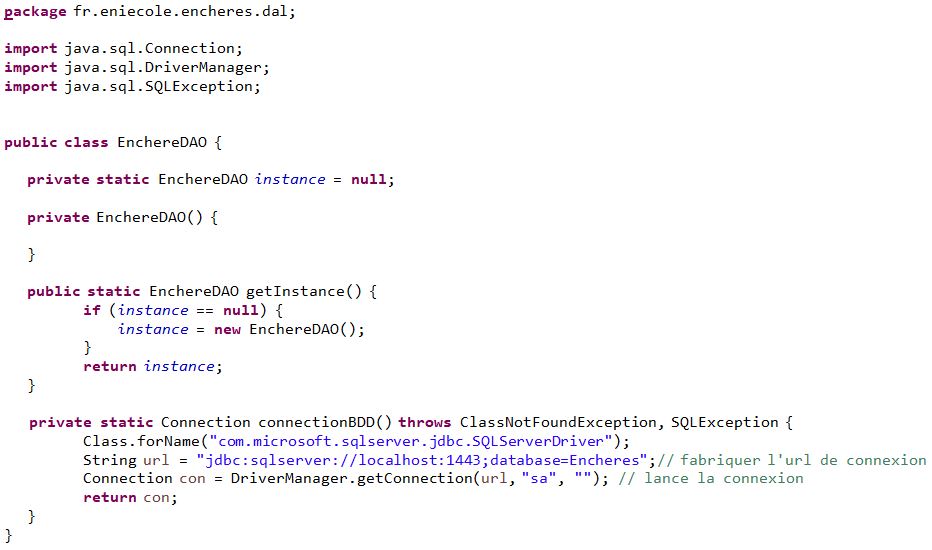 package fr.eniecole.encheres.dal;
import java.sql.Connection;
import java.sql.DriverManager;
import java.sql.SQLException;
public class EnchereDAO {
private static EnchereDAO instance = null;
private EnchereDAO() {
}
public static EnchereDAO getInstance() {
if (instance == null) {
instance = new EnchereDAO();
}
return instance;
}
private static Connection connectionBDD() throws ClassNotFoundException, SQLException {
Class.forName("com.microsoft.sqlserver.jdbc.SQLServerDriver");
String url = "jdbc:sqlserver://localhost:1443;database=Encheres";// fabriquer l'url de connexion
Connection con = DriverManager.getConnection(url, "sa", ""); // lance la connexion
return con;
}
}